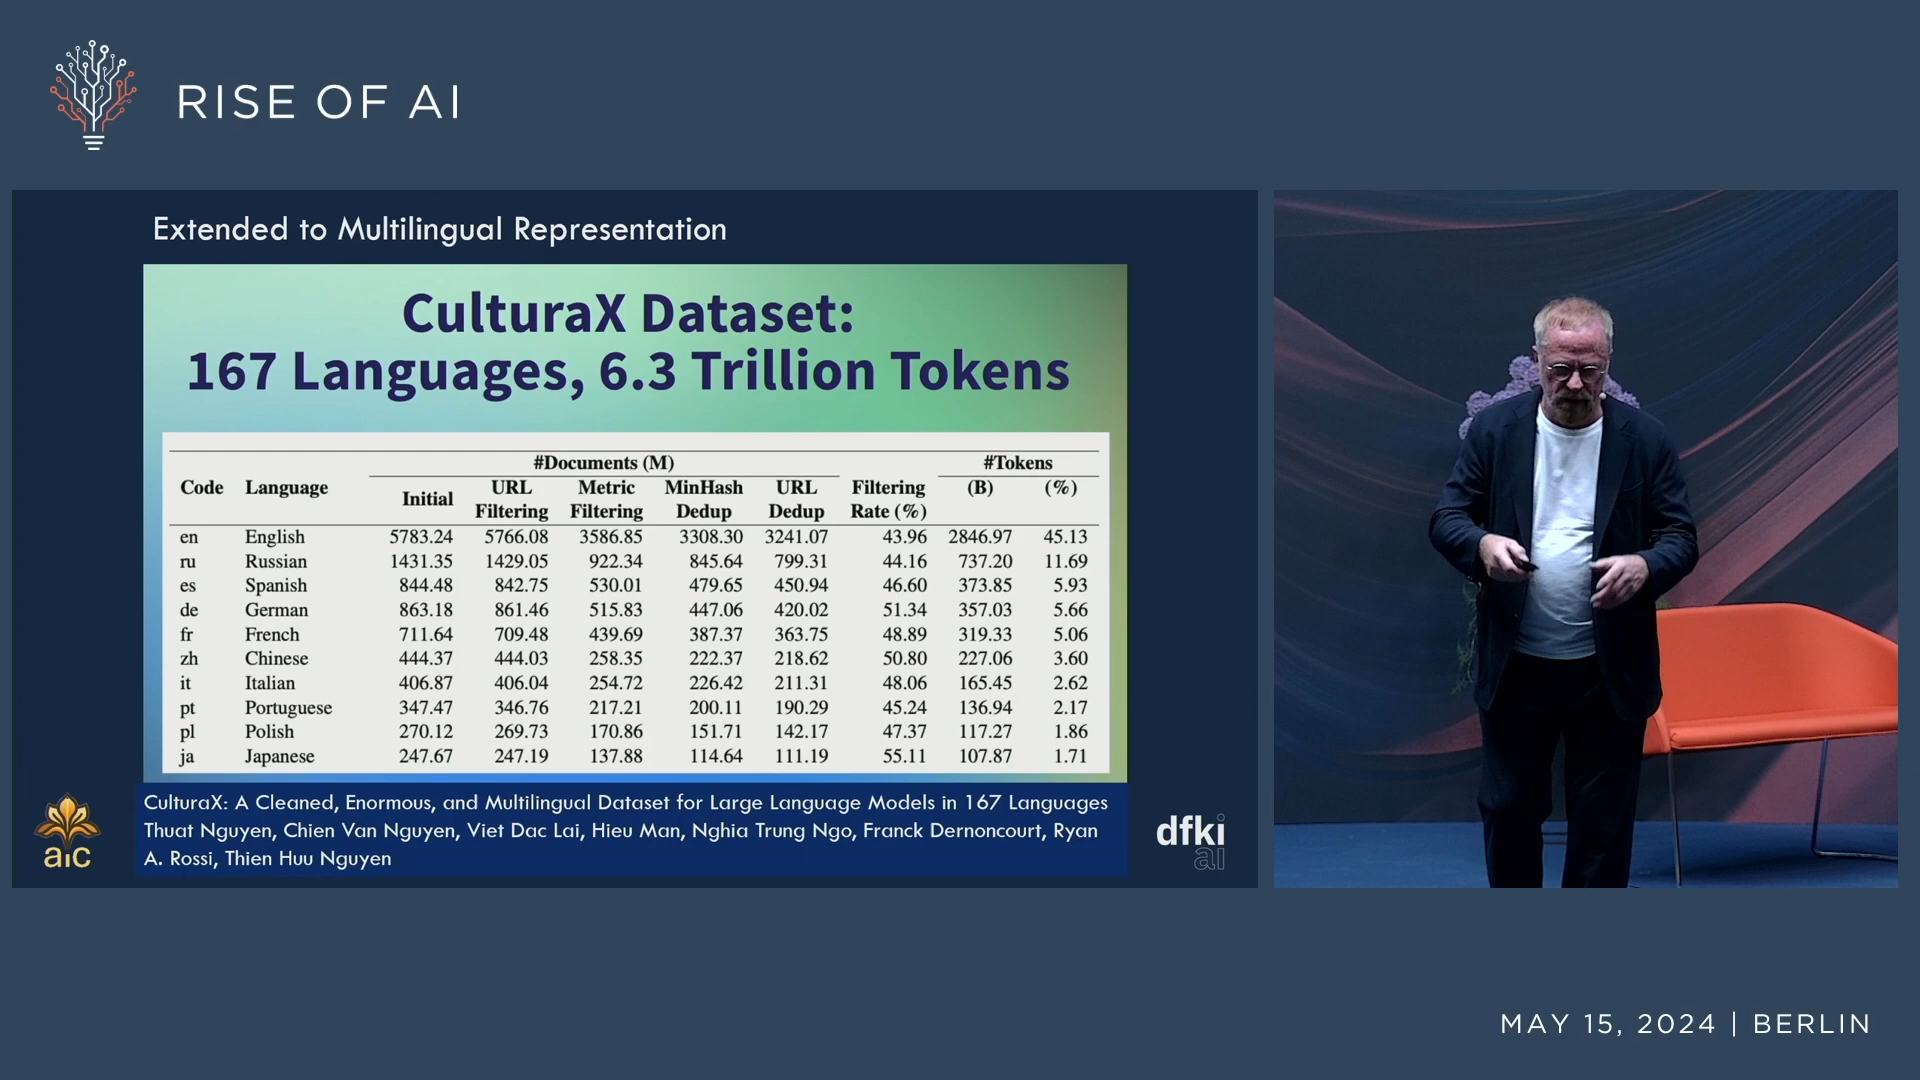 RISE OF AI
Extended to Multilingual Representation
CulturaX Dataset:
167 Languages, 6.3 Trillion Tokens
#Documents (M) #Tokens
Code Language Initial URL Filtering Metric Filtering MinHash Dedup URL Dedup Filtering Rate (%) (B) (%)
en English 5783.24 5766.08 3586.85 3308.30 3241.07 43.96 2846.97 45.13
ru Russian 1431.35 1429.05 922.34 845.64 799.31 44.16 737.20 11.69
es Spanish 844.48 842.75 530.01 479.65 450.94 46.60 373.85 5.93
de German 863.18 861.46 515.83 447.06 420.02 51.34 357.03 5.66
fr French 711.64 709.48 439.69 387.37 363.75 48.89 319.33 5.06
zh Chinese 444.37 444.03 258.35 222.37 218.62 50.80 227.06 3.60
it Italian 406.87 406.04 254.72 226.42 211.31 48.06 165.45 2.62
pt Portuguese 347.47 346.76 217.21 200.11 190.29 45.24 136.94 2.17
pl Polish 270.12 269.73 170.86 151.71 142.17 47.37 117.27 1.86
ja Japanese 247.67 247.19 137.88 114.64 111.19 55.11 107.87 1.71
CulturaX: A Cleaned, Enormous, and Multilingual Dataset for Large Language Models in 167 Languages
Thuat Nguyen, Chien Van Nguyen, Viet Dac Lai, Hieu Man, Nghia Trung Ngo, Franck Dernoncourt, Ryan
A. Rossi, Thien Huu Nguyen
aic
dfki
ai
MAY 15, 2024 | BERLIN